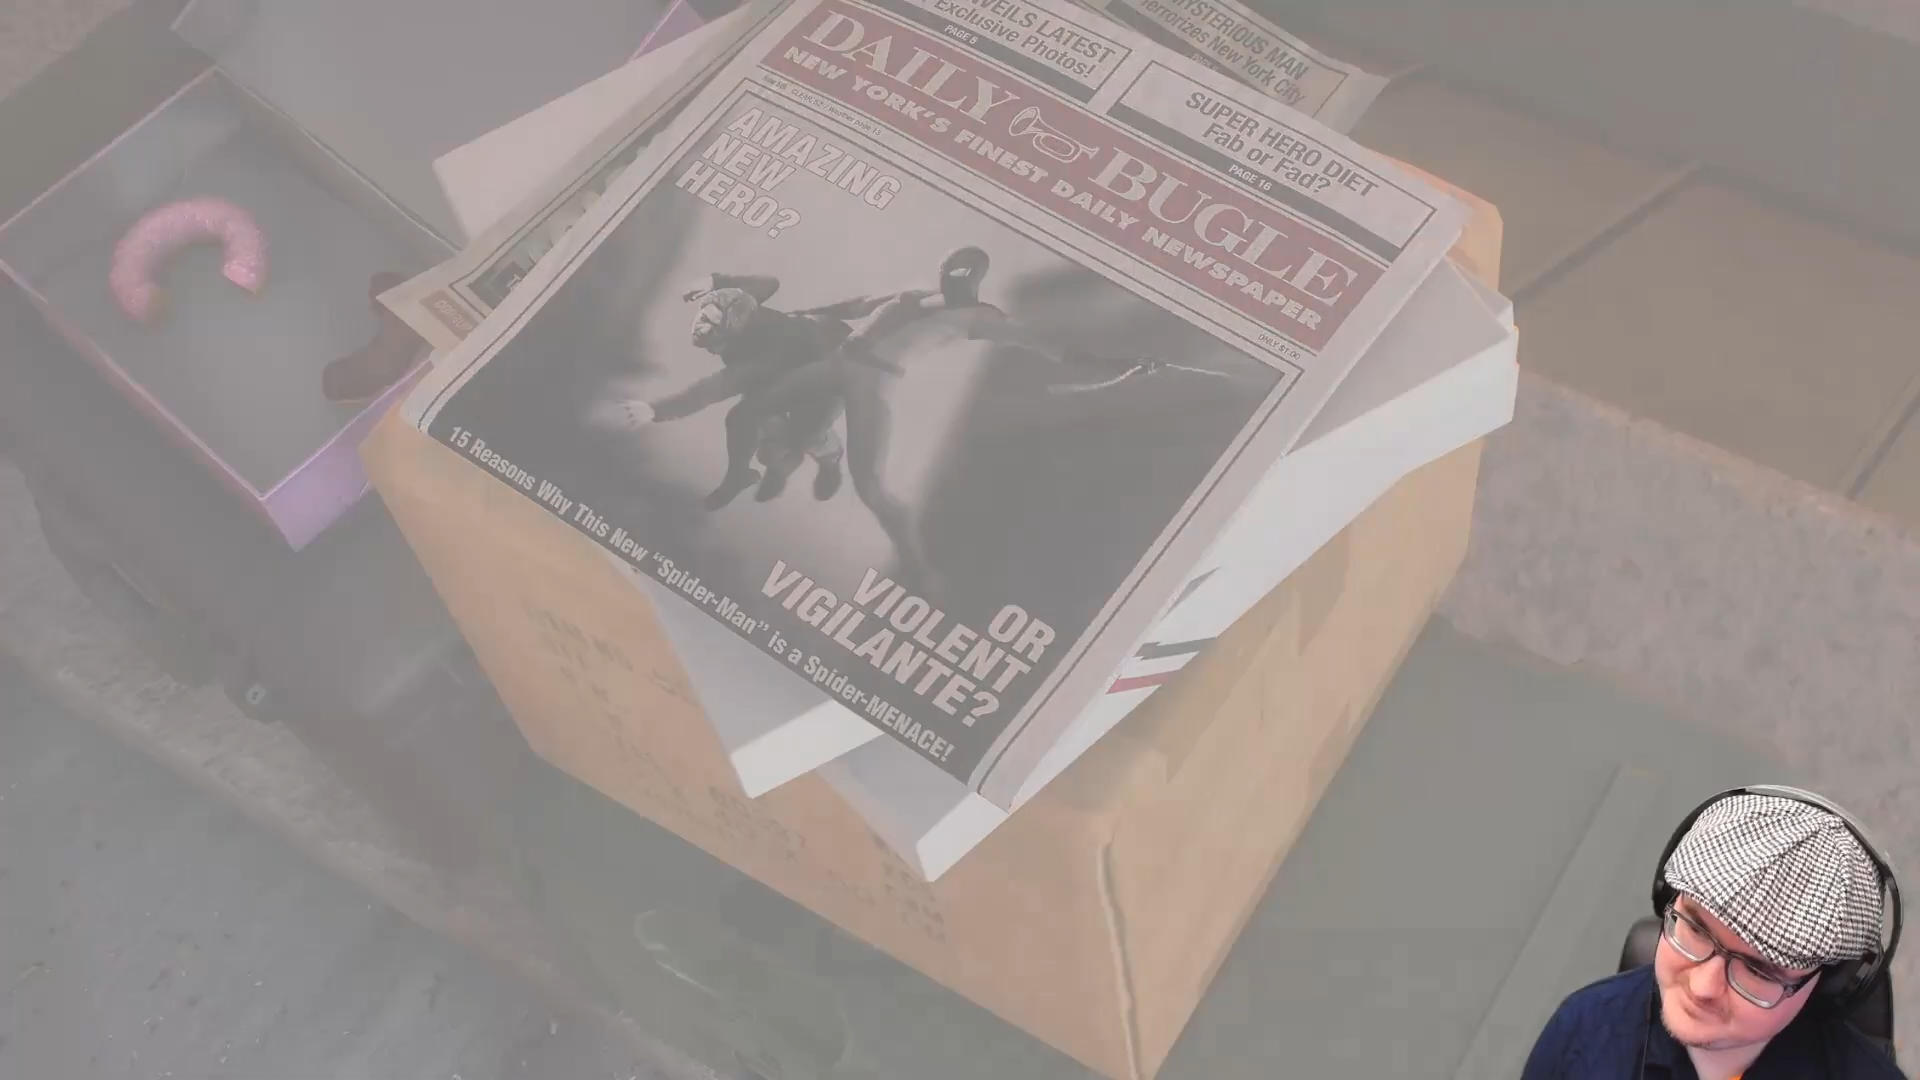 VEILS LATEST
Exclusive Photos!
PAGE 8
MYSTERIOUS MAN
Terrorizes New York City
SUPER HERO DIET
Fab or Fad?
PAGE 16
DAILY BUGLE
NEW YORK'S FINEST DAILY NEWSPAPER
ONLY $1.00
AMAZING
NEW
HERO?
OR
VIOLENT
VIGILANTE?
15 Reasons Why This New “Spider-Man” is a Spider-MENACE!